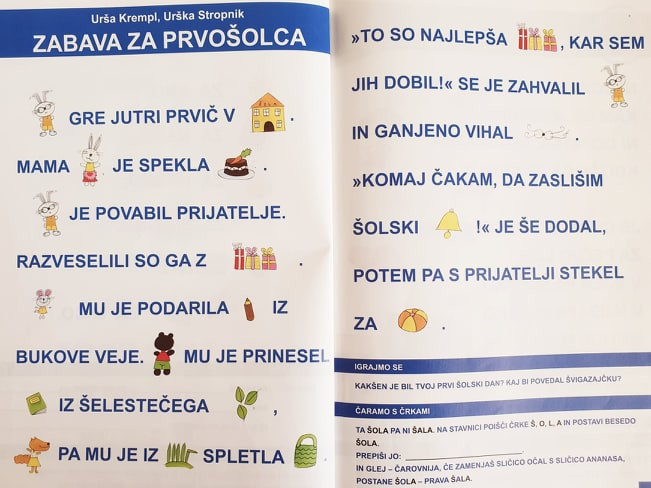 Urša Krempl, Urška Stropnik
ZABAVA ZA PRVOŠOLCA
GRE JUTRI PRVIČ V .
MAMA JE SPEKLA .
JE POVABIL PRIJATELJE.
RAZVESELILI SO GA Z .
MU JE PODARILA IZ
BUKOVE VEJE. MU JE PRINESEL
IZ ŠELESTEČEGA ,
PA MU JE IZ SPLETLA .
»TO SO NAJLEPŠA , KAR SEM
JIH DOBIL!« SE JE ZAHVALIL
IN GANJENO VIHAL .
»KOMAJ ČAKAM, DA ZASLIŠIM
ŠOLSKI !« JE ŠE DODAL,
POTEM PA S PRIJATELJI STEKEL
ZA .
IGRAJMO SE
KAKŠEN JE BIL TVOJ PRVI ŠOLSKI DAN? KAJ BI POVEDAL ŠVIGAZAJČKU?
ČARAMO S ČRKAMI
TA ŠOLA PA NI ŠALA. NA STAVNICI POIŠČI ČRKE Š, O, L, A IN POSTAVI BESEDO
ŠOLA.
PREPIŠI JO:
IN GLEJ – ČAROVNIJA, ČE ZAMENJAŠ SLIČICO OČAL S SLIČICO ANANASA,
POSTANE ŠOLA – PRAVA ŠALA.